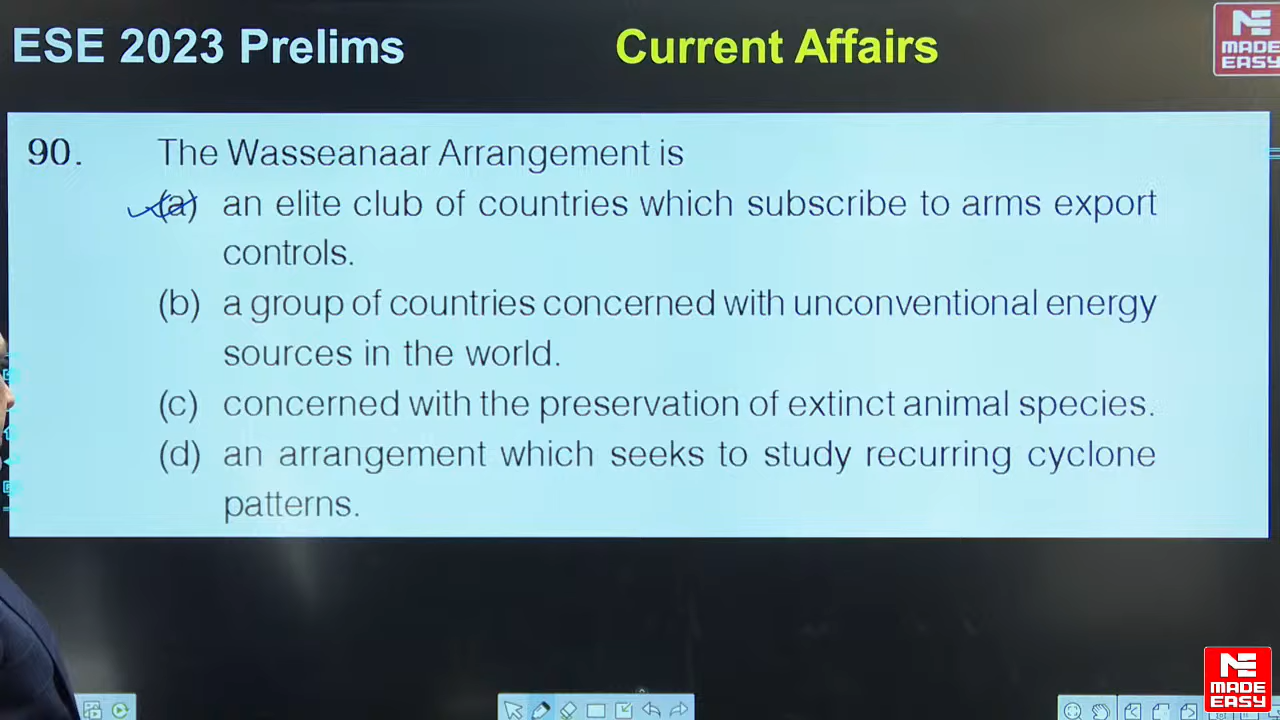 ESE 2023 Prelims
Current Affairs
MADE
EASY
90. The Wasseanaar Arrangement is
(a) an elite club of countries which subscribe to arms export
controls.
(b) a group of countries concerned with unconventional energy
sources in the world.
(c) concerned with the preservation of extinct animal species.
(d) an arrangement which seeks to study recurring cyclone
patterns.
MADE
EASY